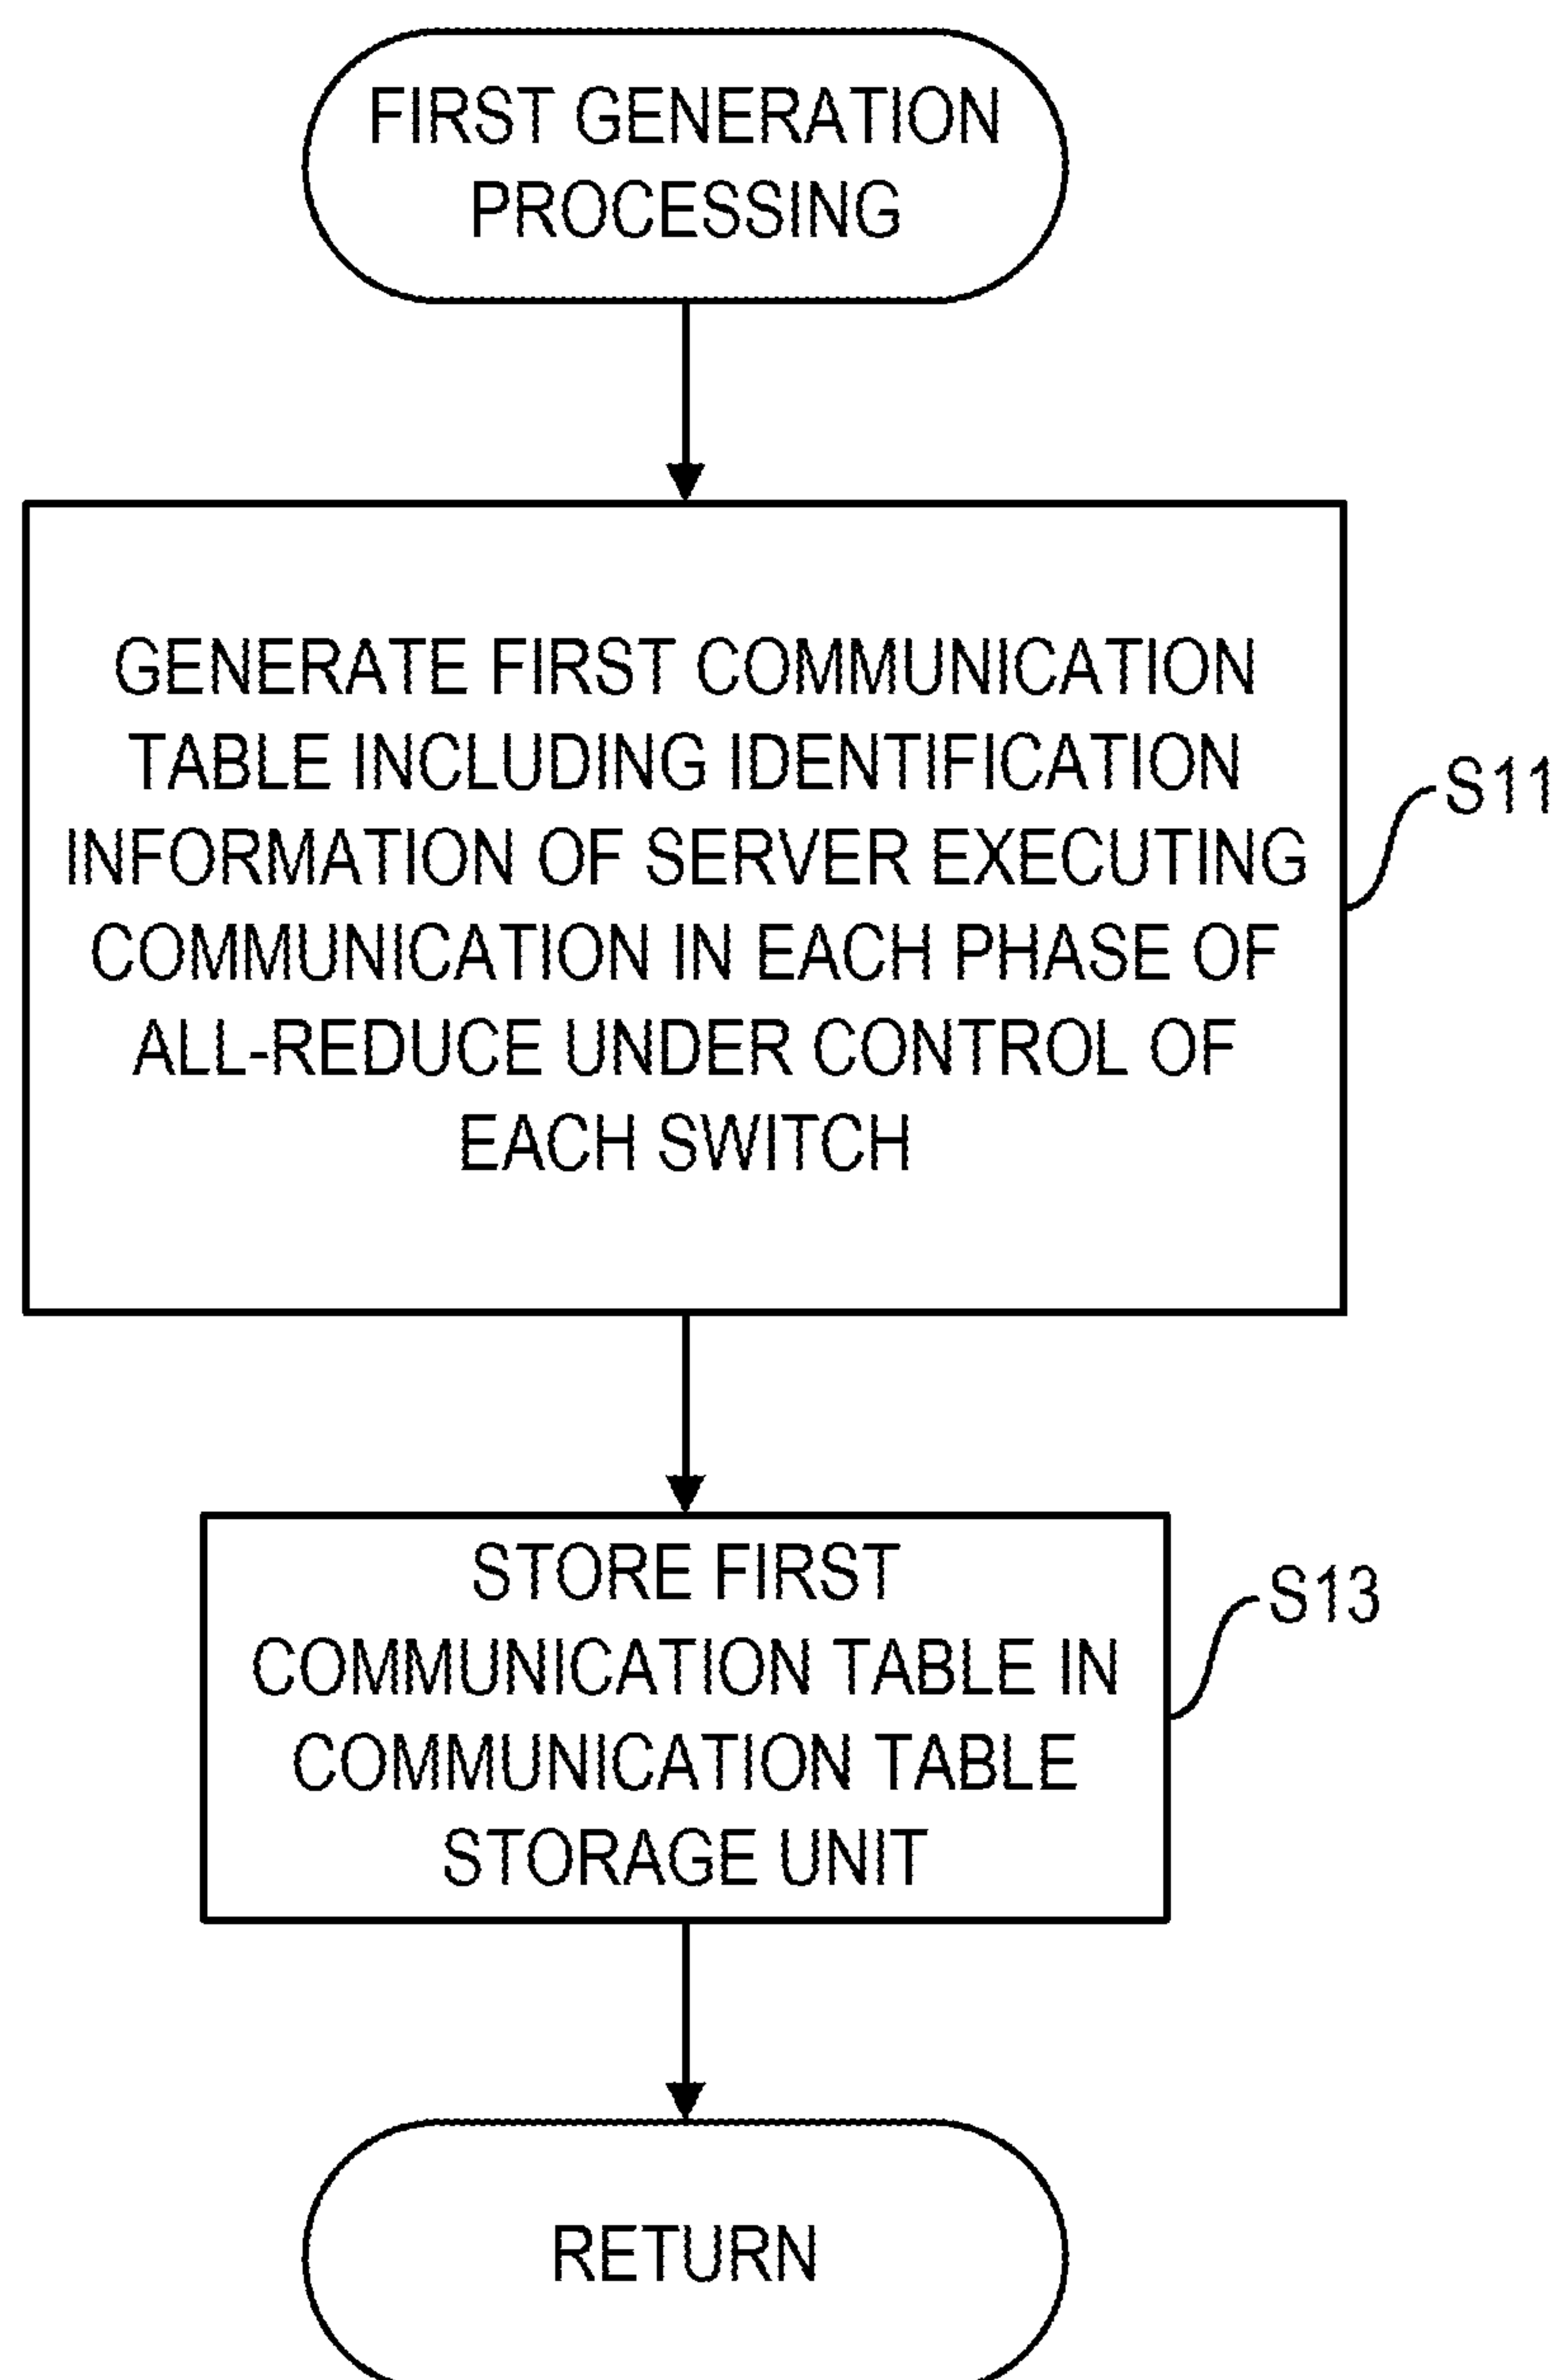 FIRST GENERATION
PROCESSING
GENERATE FIRST COMMUNICATION
TABLE INCLUDING IDENTIFICATION
INFORMATION OF SERVER EXECUTING
COMMUNICATION IN EACH PHASE OF
ALL-REDUCE UNDER CONTROL OF
EACH SWITCH
S11
STORE FIRST
COMMUNICATION TABLE IN
COMMUNICATION TABLE
STORAGE UNIT
S13
RETURN